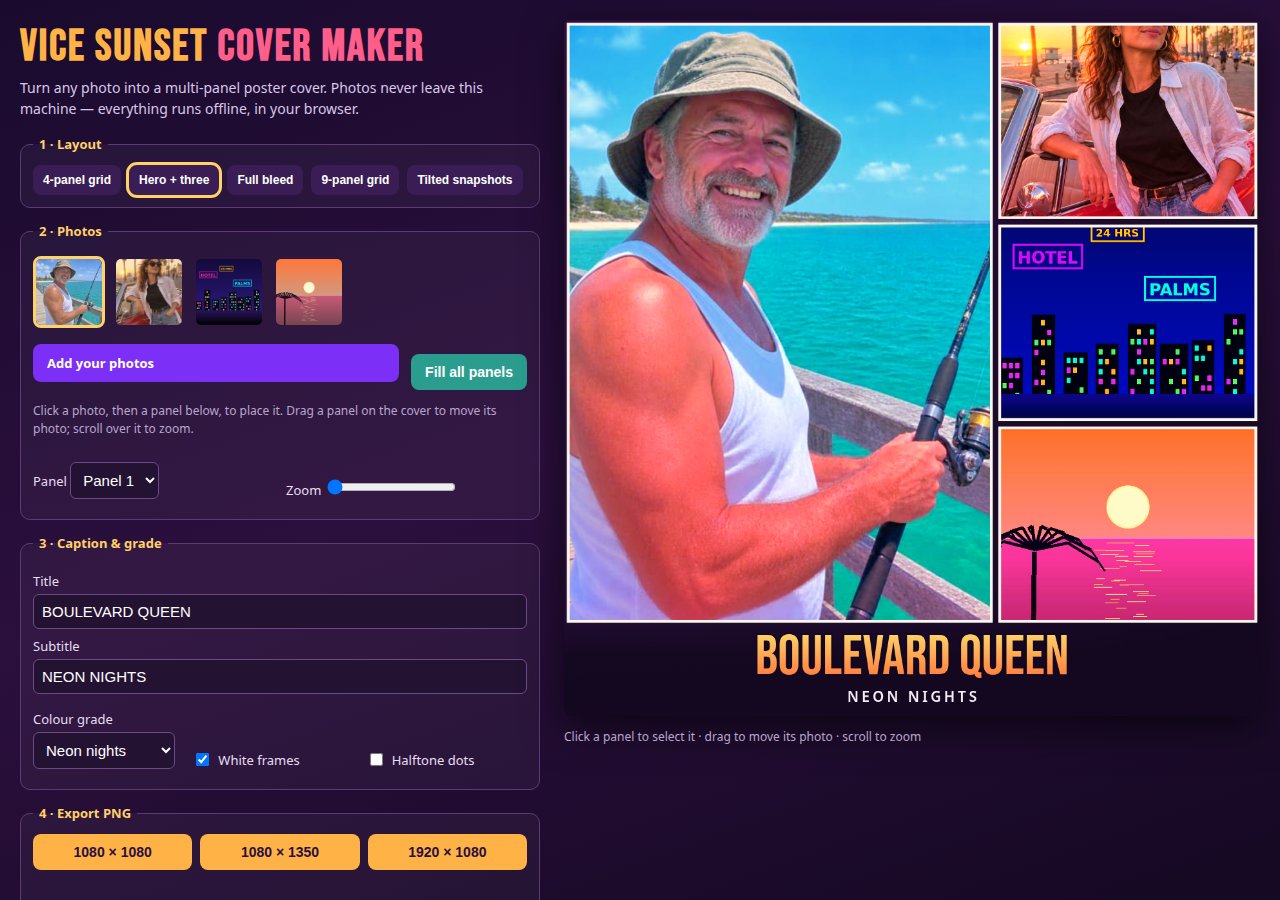 VICE SUNSET COVER MAKER
Turn any photo into a multi-panel poster cover. Photos never leave this
machine — everything runs offline, in your browser.
1 · Layout
4-panel grid
Hero + three
Full bleed
9-panel grid
Tilted snapshots
2 · Photos
24 HRS
HOTEL
PALMS
Add your photos
Fill all panels
Click a photo, then a panel below, to place it. Drag a panel on the cover to move its
photo; scroll over it to zoom.
Panel
Panel 1
Zoom
3 · Caption & grade
Title
BOULEVARD QUEEN
Subtitle
NEON NIGHTS
Colour grade
Neon nights
White frames
Halftone dots
4 · Export PNG
1080 × 1080
1080 × 1350
1920 × 1080
24 HRS
HOTEL
PALMS
BOULEVARD QUEEN
NEON NIGHTS
Click a panel to select it · drag to move its photo · scroll to zoom